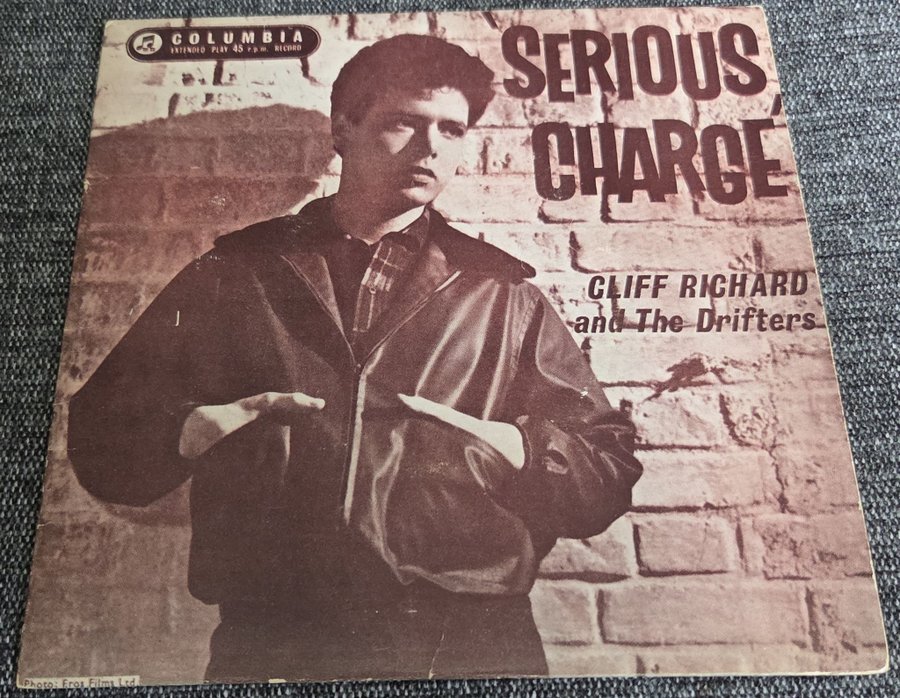 COLUMBIA
EXTENDED PLAY 45 r.p.m. RECORD
SERIOUS
CHARGE
CLIFF RICHARD
and The Drifters
Photo: Eros Films Ltd.